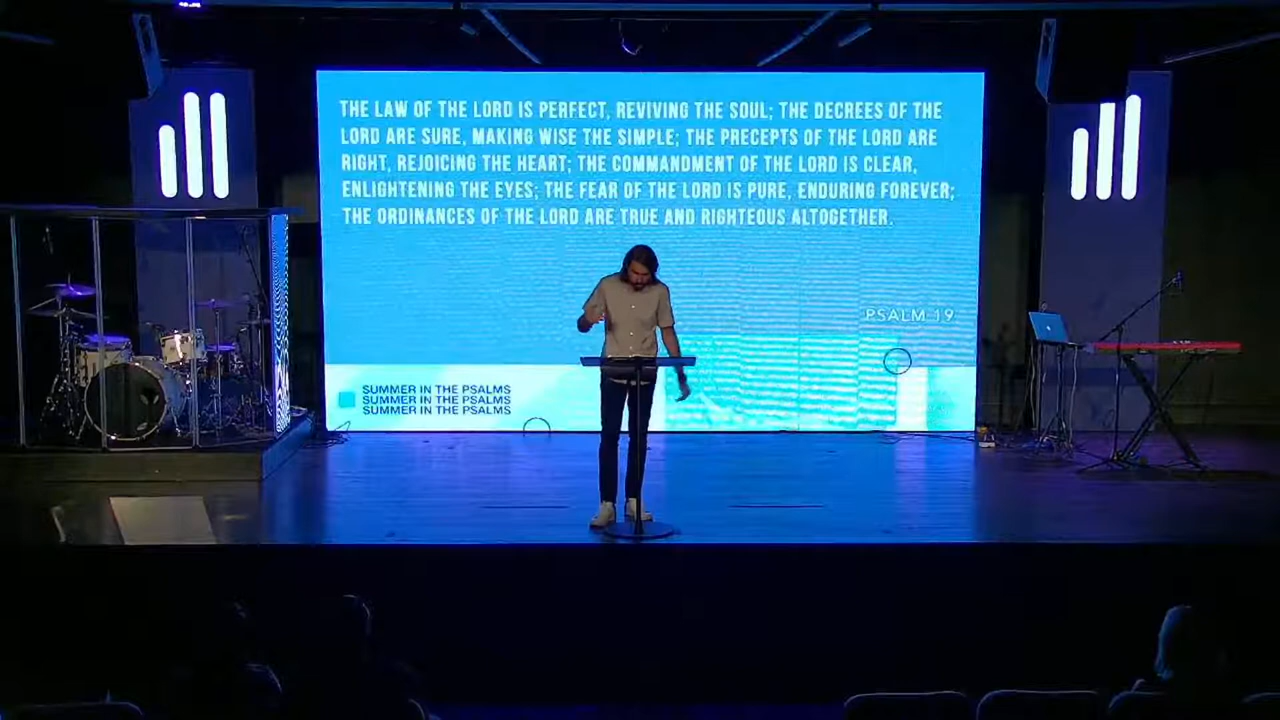 THE LAW OF THE LORD IS PERFECT, REVIVING THE SOUL; THE DECREES OF THE
LORD ARE SURE, MAKING WISE THE SIMPLE; THE PRECEPTS OF THE LORD ARE
RIGHT, REJOICING THE HEART; THE COMMANDMENT OF THE LORD IS CLEAR,
ENLIGHTENING THE EYES; THE FEAR OF THE LORD IS PURE, ENDURING FOREVER;
THE ORDINANCES OF THE LORD ARE TRUE AND RIGHTEOUS ALTOGETHER.
PSALM 19
SUMMER IN THE PSALMS
SUMMER IN THE PSALMS
SUMMER IN THE PSALMS